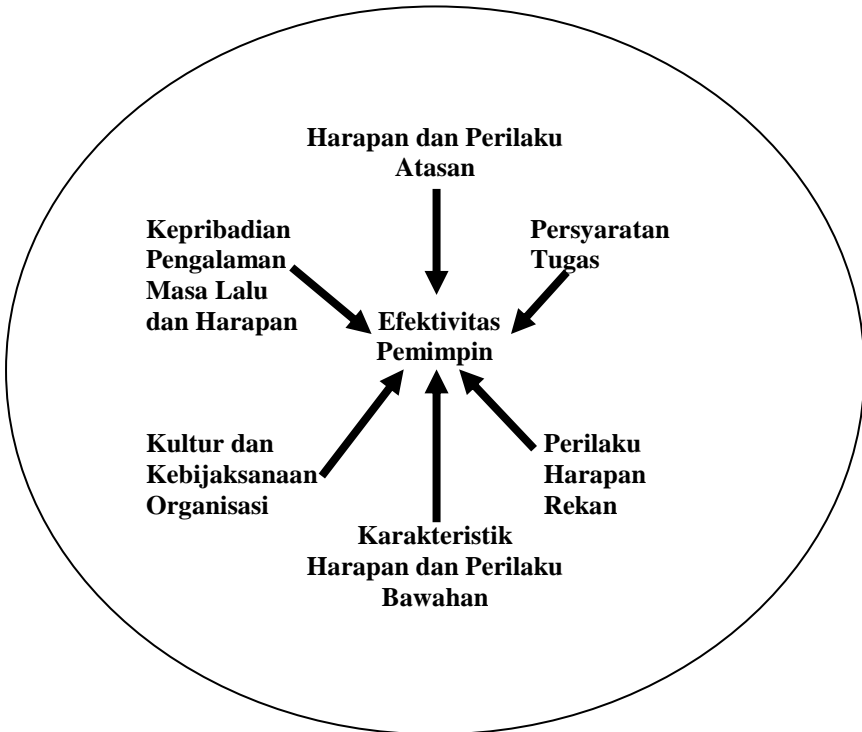 Harapan dan Perilaku
Atasan
Kepribadian
Pengalaman
Masa Lalu
dan Harapan
Persyaratan
Tugas
Efektivitas
Pemimpin
Kultur dan
Kebijaksanaan
Organisasi
Perilaku
Harapan
Rekan
Karakteristik
Harapan dan Perilaku
Bawahan